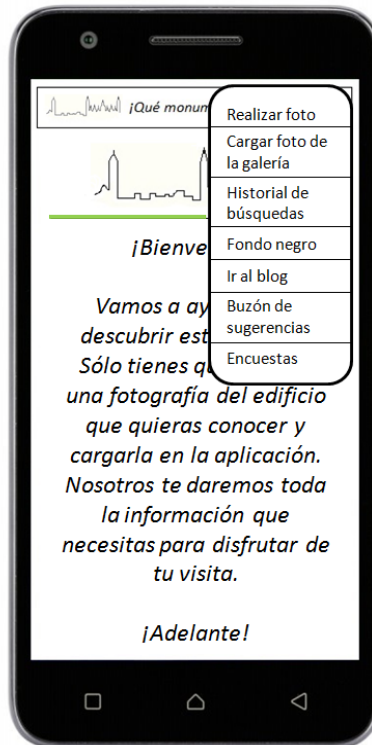 ¡Qué monum
Realizar foto
Cargar foto de
la galería
Historial de
búsquedas
Fondo negro
Ir al blog
Buzón de
sugerencias
Encuestas
¡Bienve
Vamos a ay
descubrir est
Sólo tienes q
una fotografía del edificio
que quieras conocer y
cargarla en la aplicación.
Nosotros te daremos toda
la información que
necesitas para disfrutar de
tu visita.
¡Adelante!